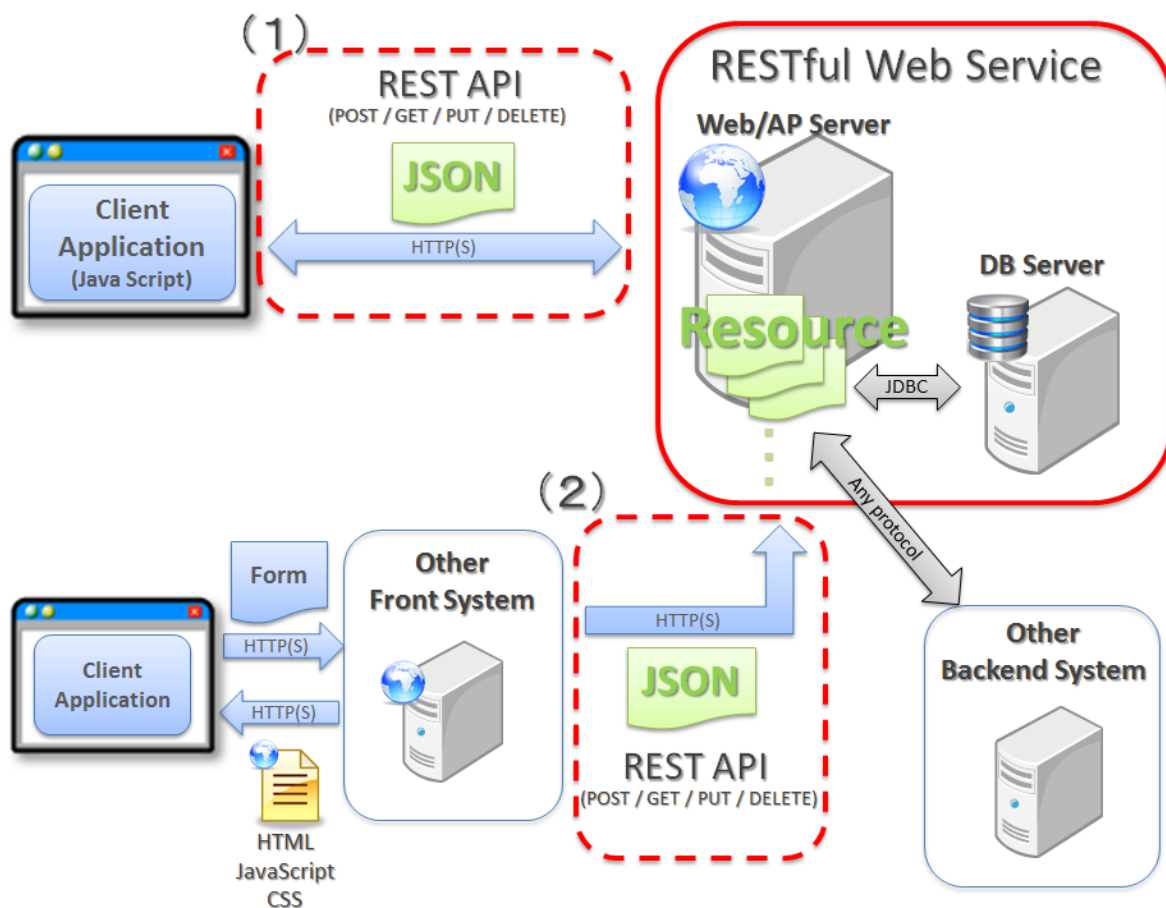 （1）
REST API
(POST / GET / PUT / DELETE)
JSON
HTTP(S)
Client
Application
(Java Script)
RESTful Web Service
Web/AP Server
Resource
JDBC
DB Server
Any protocol
（2）
Form
HTTP(S)
HTTP(S)
Client
Application
HTML
JavaScript
CSS
Other
Front System
HTTP(S)
JSON
REST API
(POST / GET / PUT / DELETE)
Other
Backend System